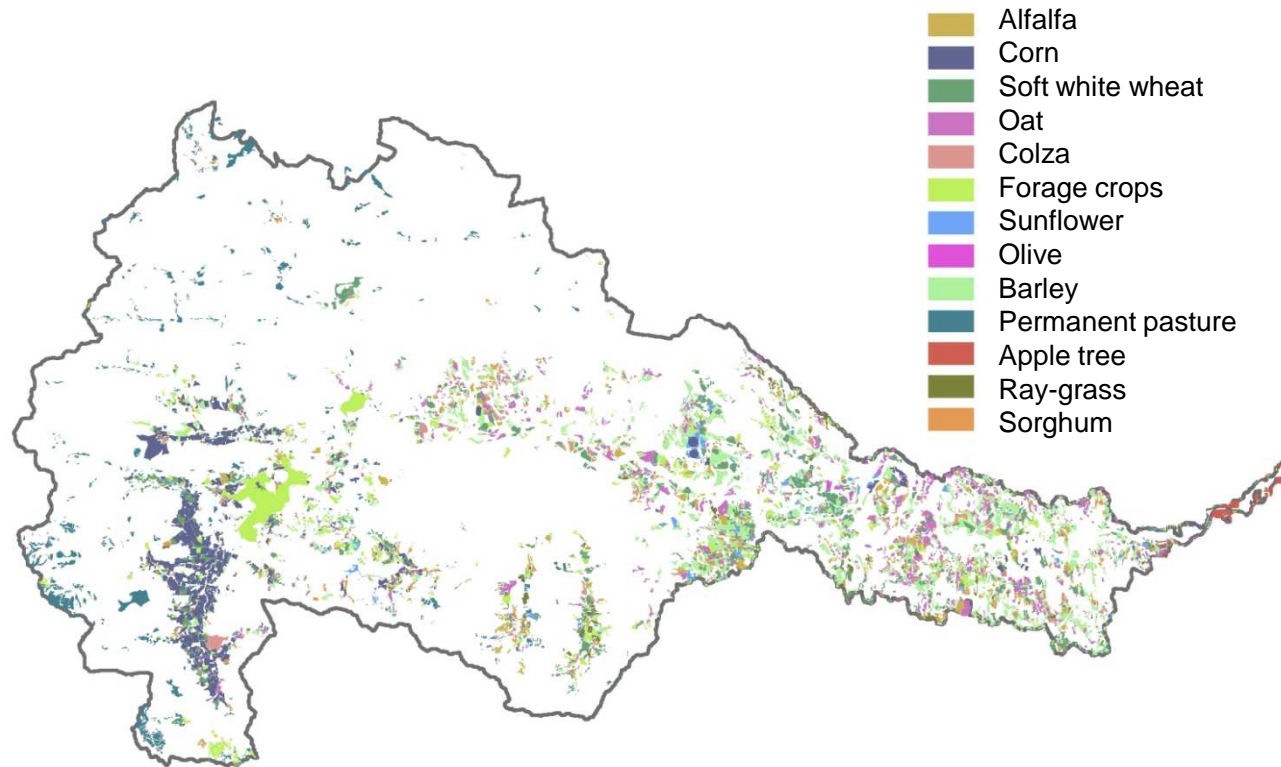 Alfalfa
Corn
Soft white wheat
Oat
Colza
Forage crops
Sunflower
Olive
Barley
Permanent pasture
Apple tree
Ray-grass
Sorghum